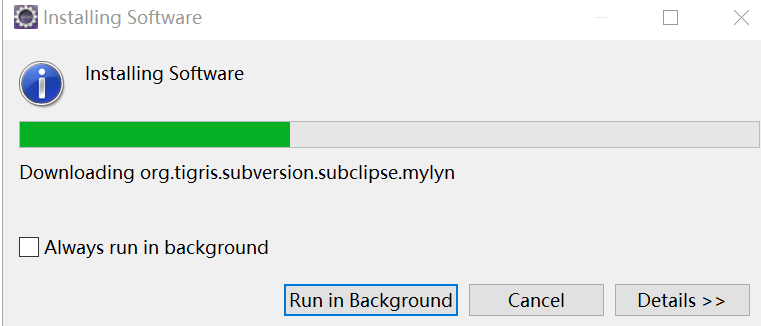 Installing Software
Installing Software
Downloading org.tigris.subversion.subclipse.mylyn
Always run in background
Run in Background
Cancel
Details >>